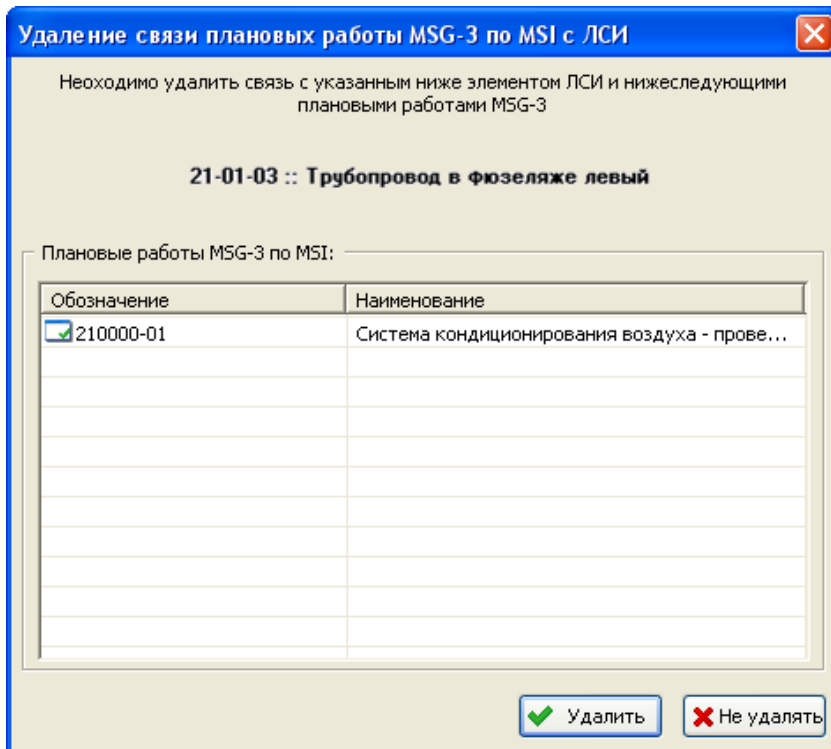 Удаление связи плановых работы MSG-3 по MSI с ЛСИ
Неоходимо удалить связь с указанным ниже элементом ЛСИ и нижеследующими
плановыми работами MSG-3
21-01-03 :: Трубопровод в фюзеляже левый
Плановые работы MSG-3 по MSI:
Обозначение Наименование
210000-01 Система кондиционирования воздуха - прове...
Удалить Не удалять